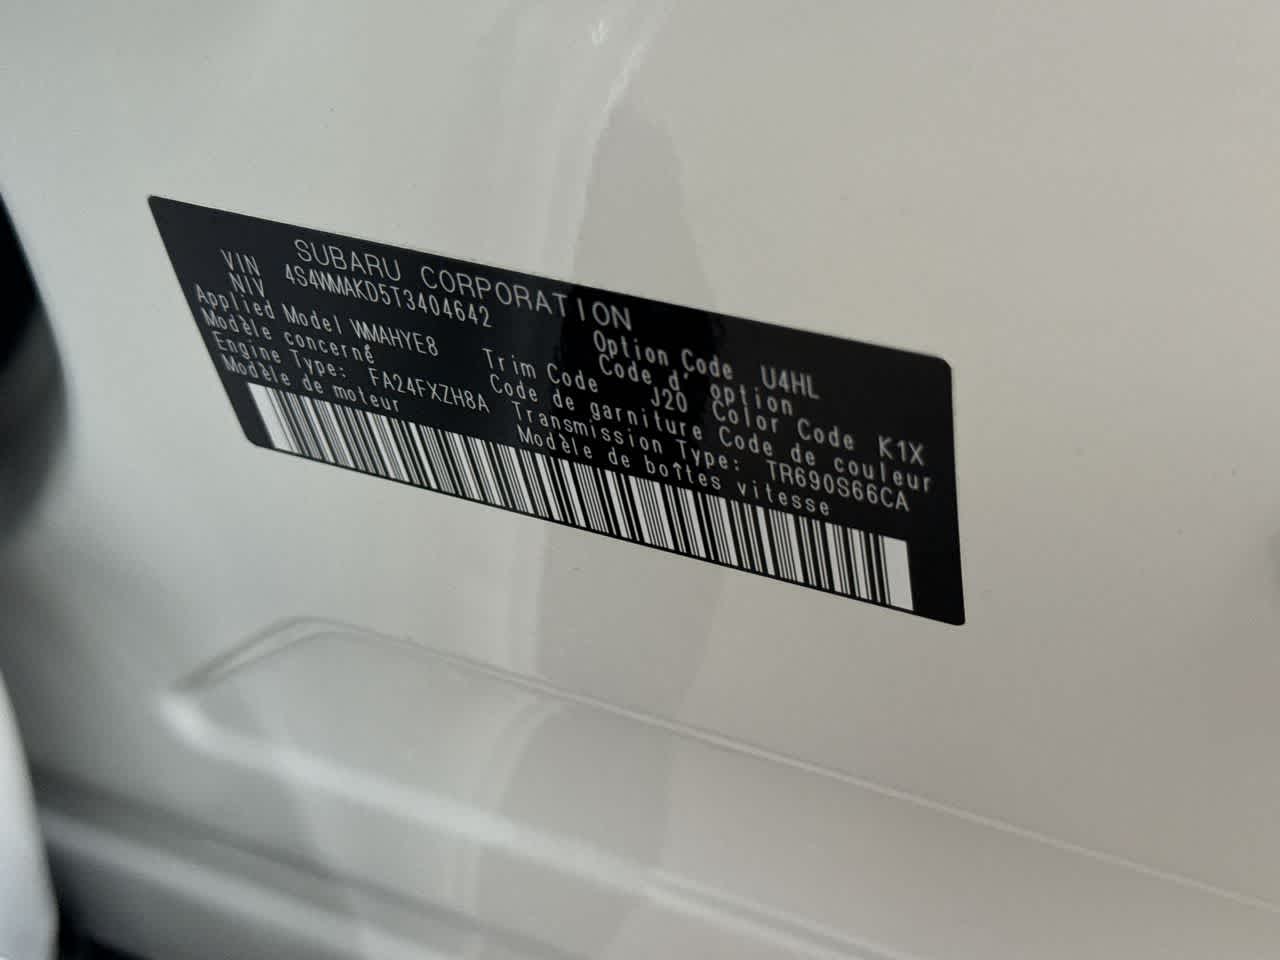 SUBARU CORPORATION
VIN
NIV 4S4WMAKD5T3404642
Option Code U4HL
Code d' option
Applied Model WMAHYE8 Trim Code J20 Color Code K1X
Modèle concerné Code de garniture Code de couleur
Engine Type: FA24FXZH8A Transmission Type: TR690S66CA
Modèle de moteur Modèle de boîtes vitesse